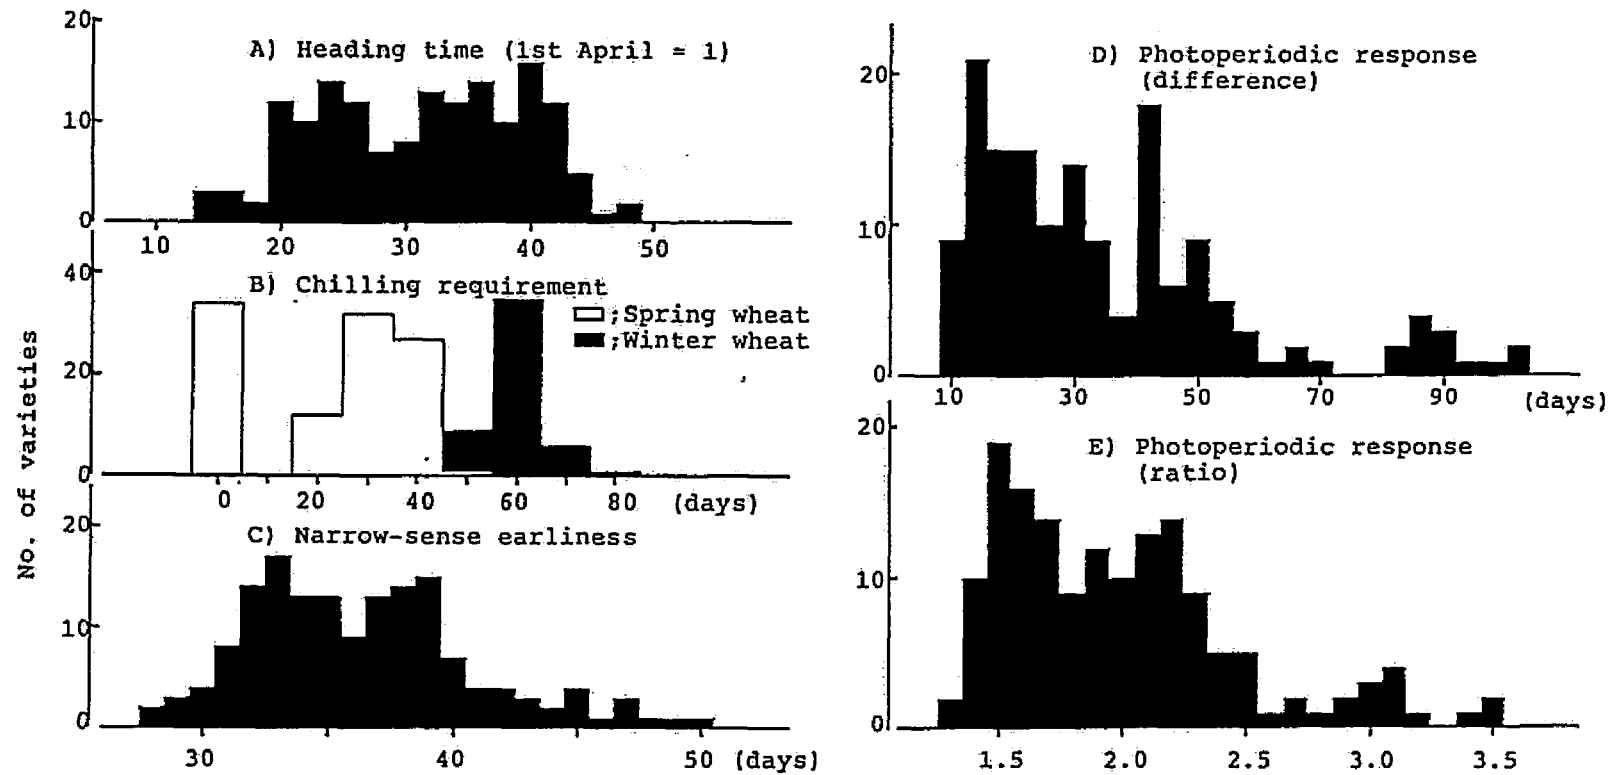 No. of varieties
A) Heading time (1st April = 1)
20
10
0
10 20 30 40 50
B) Chilling requirement
;Spring wheat
;Winter wheat
40
20
0
0 20 40 60 80 (days)
C) Narrow-sense earliness
20
10
0
30 40 50 (days)
D) Photoperiodic response
(difference)
20
10
0
10 30 50 70 90 (days)
E) Photoperiodic response
(ratio)
20
10
0
1.5 2.0 2.5 3.0 3.5